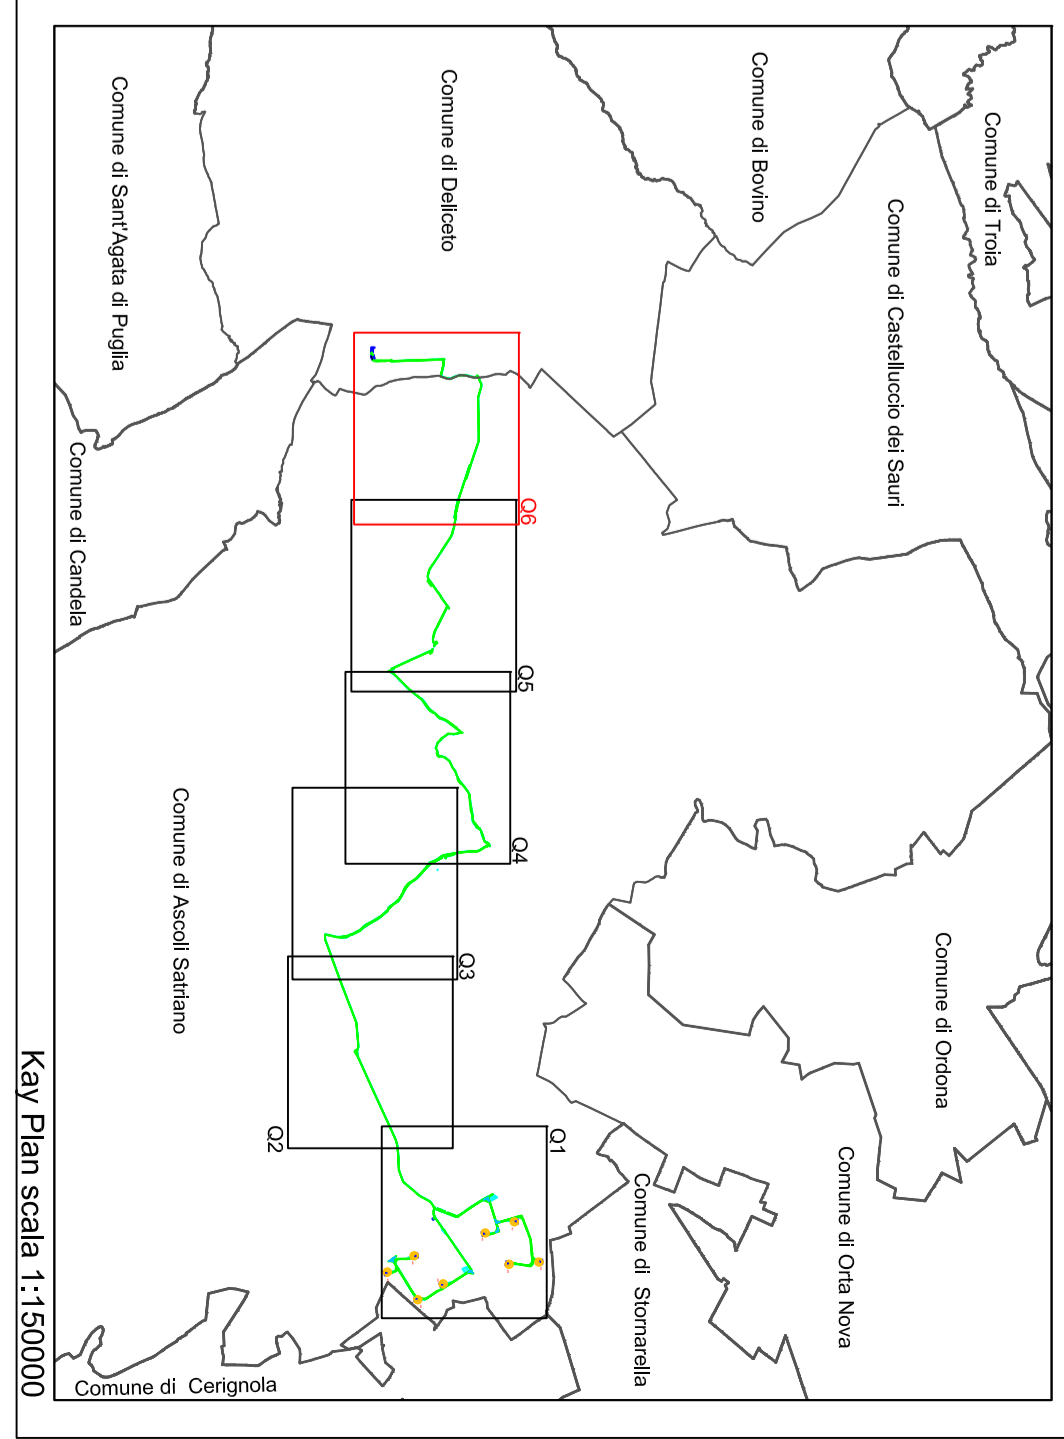 Comune di Troia
Comune di Bovino
Comune di Castelluccio dei Sauri
Comune di Deliceto
Comune di Sant'Agata di Puglia
Comune di Candela
Comune di Ordona
Comune di Orta Nova
Comune di Stornarella
Comune di Ascoli Satriano
Comune di Cerignola
Q6
Q5
Q4
Q3
Q2
Q1
Kay Plan scala 1:150000